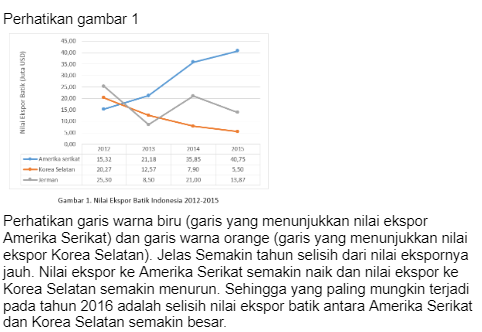 Perhatikan gambar 1
Nilai Ekspor Batik (Juta USD)
45,00
40,00
35,00
30,00
25,00
20,00
15,00
10,00
5,00
0,00
2012 2013 2014 2015
Amerika serikat 15,32 21,18 35,85 40,75
Korea Selatan 20,27 12,57 7,90 5,50
Jerman 25,30 8,50 21,00 13,87
Gambar 1. Nilai Ekspor Batik Indonesia 2012-2015
Perhatikan garis warna biru (garis yang menunjukkan nilai ekspor
Amerika Serikat) dan garis warna orange (garis yang menunjukkan nilai
ekspor Korea Selatan). Jelas Semakin tahun selisih dari nilai ekspornya
jauh. Nilai ekspor ke Amerika Serikat semakin naik dan nilai ekspor ke
Korea Selatan semakin menurun. Sehingga yang paling mungkin terjadi
pada tahun 2016 adalah selisih nilai ekspor batik antara Amerika Serikat
dan Korea Selatan semakin besar.